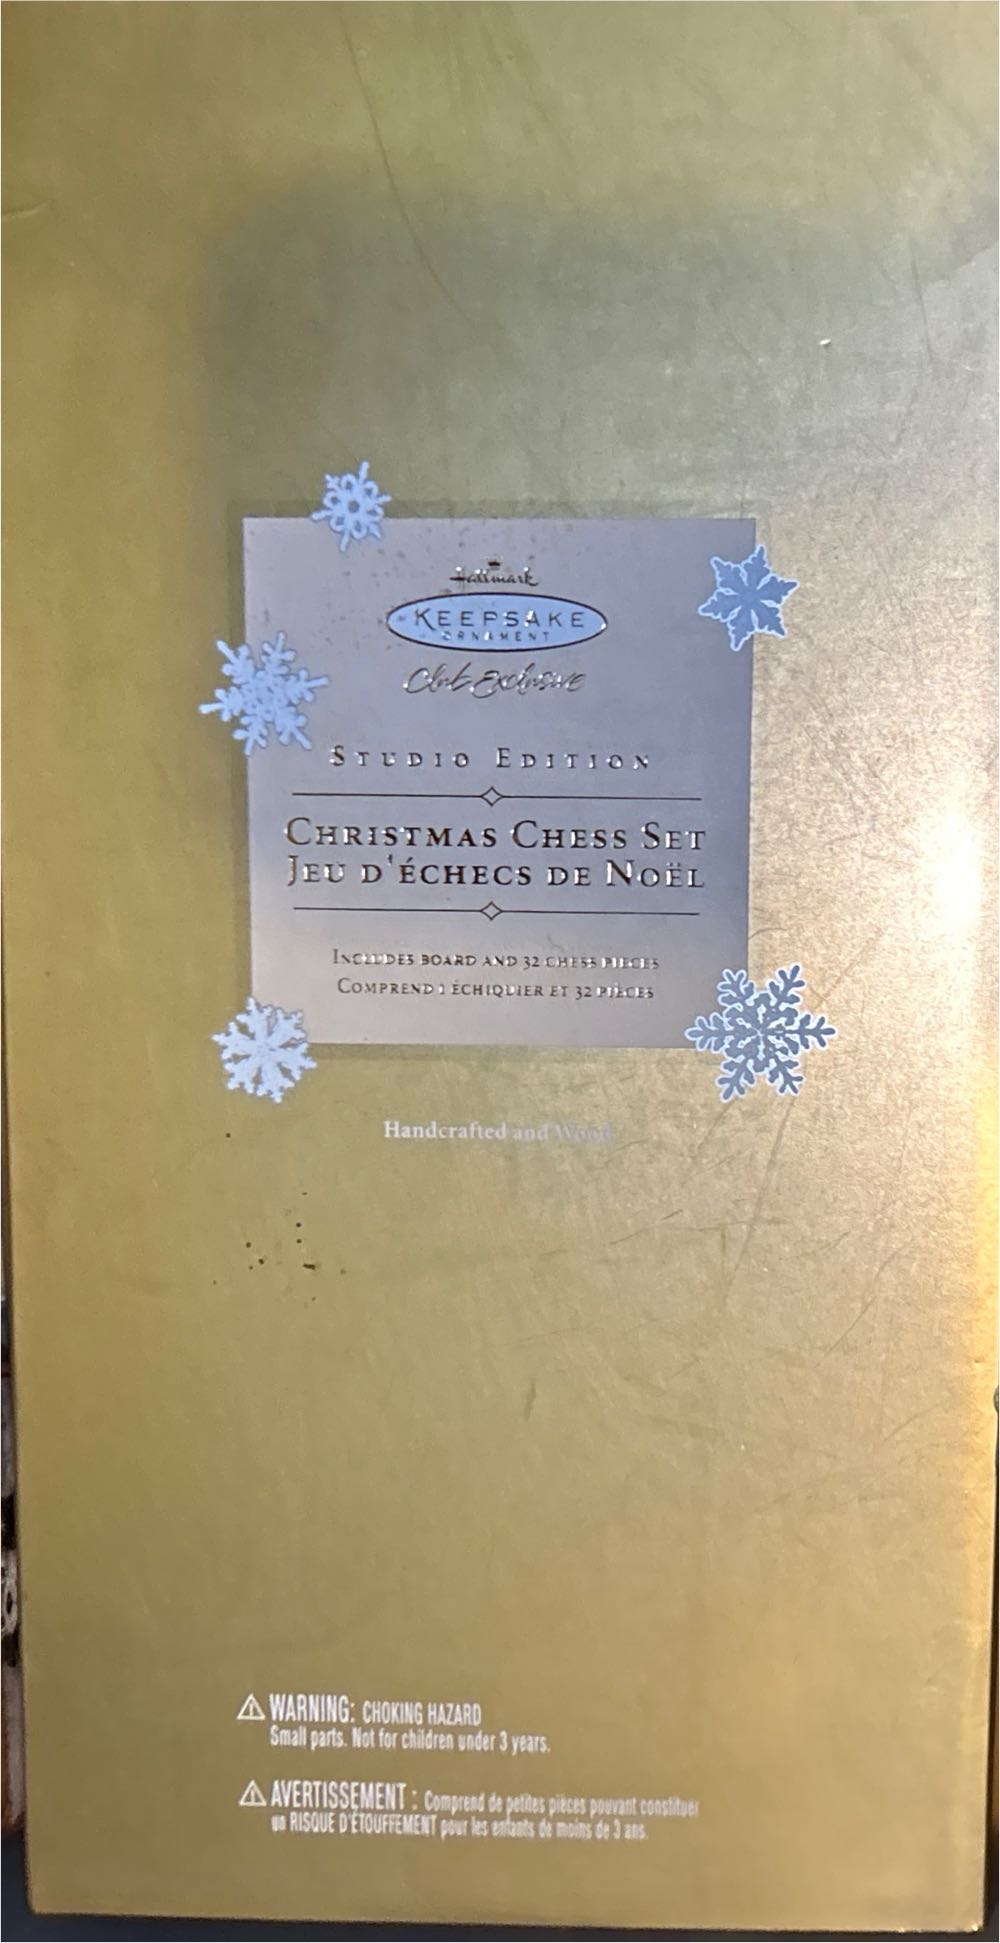 Hallmark
KEEPSAKE
ORNAMENT
Club Exclusive
STUDIO EDITION
CHRISTMAS CHESS SET
JEU D'ÉCHECS DE NOËL
INCLUDES BOARD AND 32 CHESS PIECES
COMPREND 1 ÉCHIQUIER ET 32 PIÈCES
Handcrafted and Wood
⚠ WARNING: CHOKING HAZARD
Small parts. Not for children under 3 years.
⚠ AVERTISSEMENT : Comprend de petites pièces pouvant constituer
un RISQUE D'ÉTOUFFEMENT pour les enfants de moins de 3 ans.